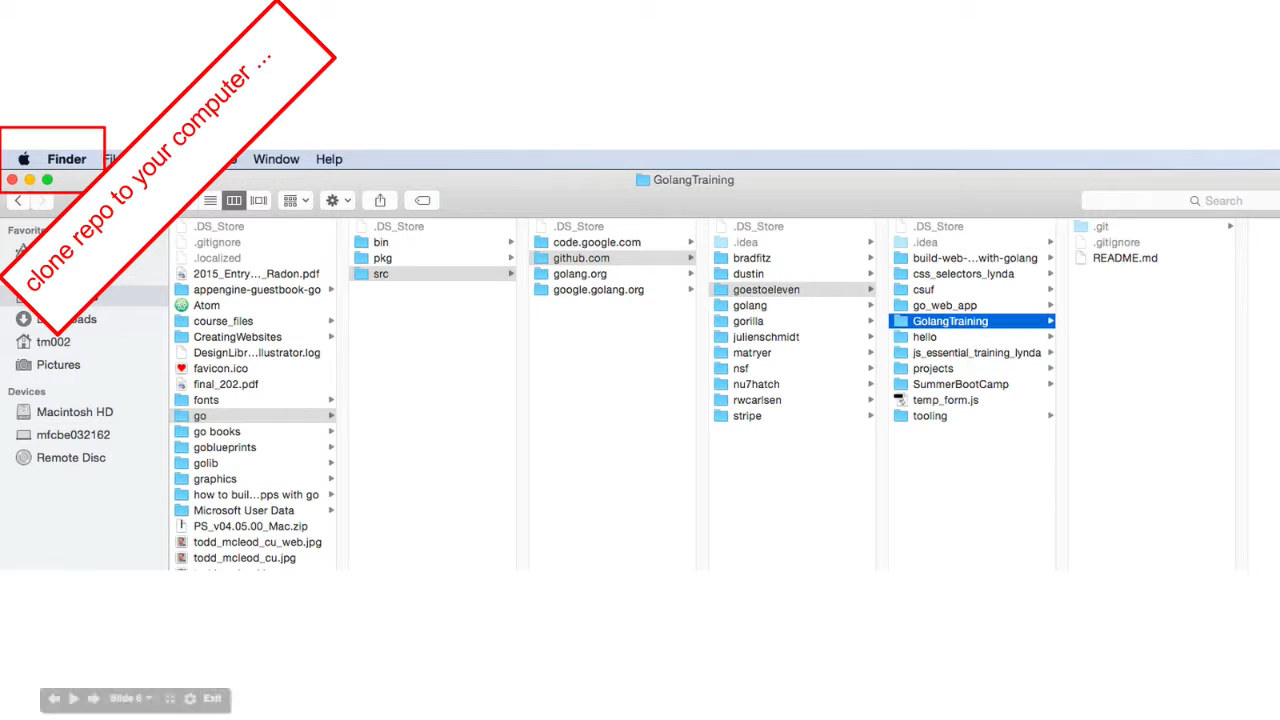 clone repo to your computer ...
Finder
Window
Help
GolangTraining
Search
Favorit
tm002
Pictures
Devices
Macintosh HD
mfcbe032162
Remote Disc
.DS_Store
.gitignore
.localized
2015_Entry..._Radon.pdf
appengine-guestbook-go
Atom
course_files
CreatingWebsites
DesignLibr...llustrator.log
favicon.ico
final_202.pdf
fonts
go
go books
goblueprints
golib
graphics
how to buil...pps with go
Microsoft User Data
PS_v04.05.00_Mac.zip
todd_mcleod_cu_web.jpg
todd_mcleod_cu.jpg
.DS_Store
bin
pkg
src
.DS_Store
code.google.com
github.com
golang.org
google.golang.org
.DS_Store
.idea
bradfitz
dustin
goestoeleven
golang
gorilla
julienschmidt
matryer
nsf
nu7hatch
rwcarlsen
stripe
.DS_Store
.idea
build-web-...-with-golang
css_selectors_lynda
csuf
go_web_app
GolangTraining
hello
js_essential_training_lynda
projects
SummerBootCamp
temp_form.js
tooling
.git
.gitignore
README.md
Slide 6
Exit